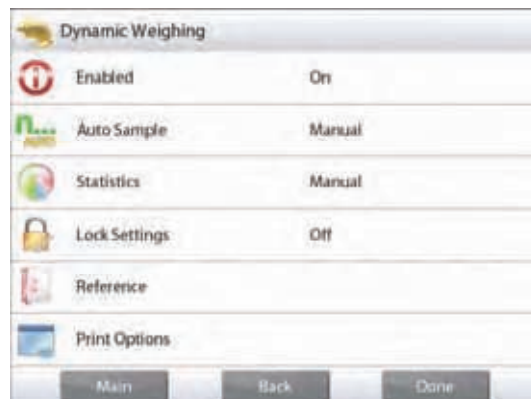 Dynamic Weighing
Enabled On
Auto Sample Manual
Statistics Manual
Lock Settings Off
Reference
Print Options
Main Back Done